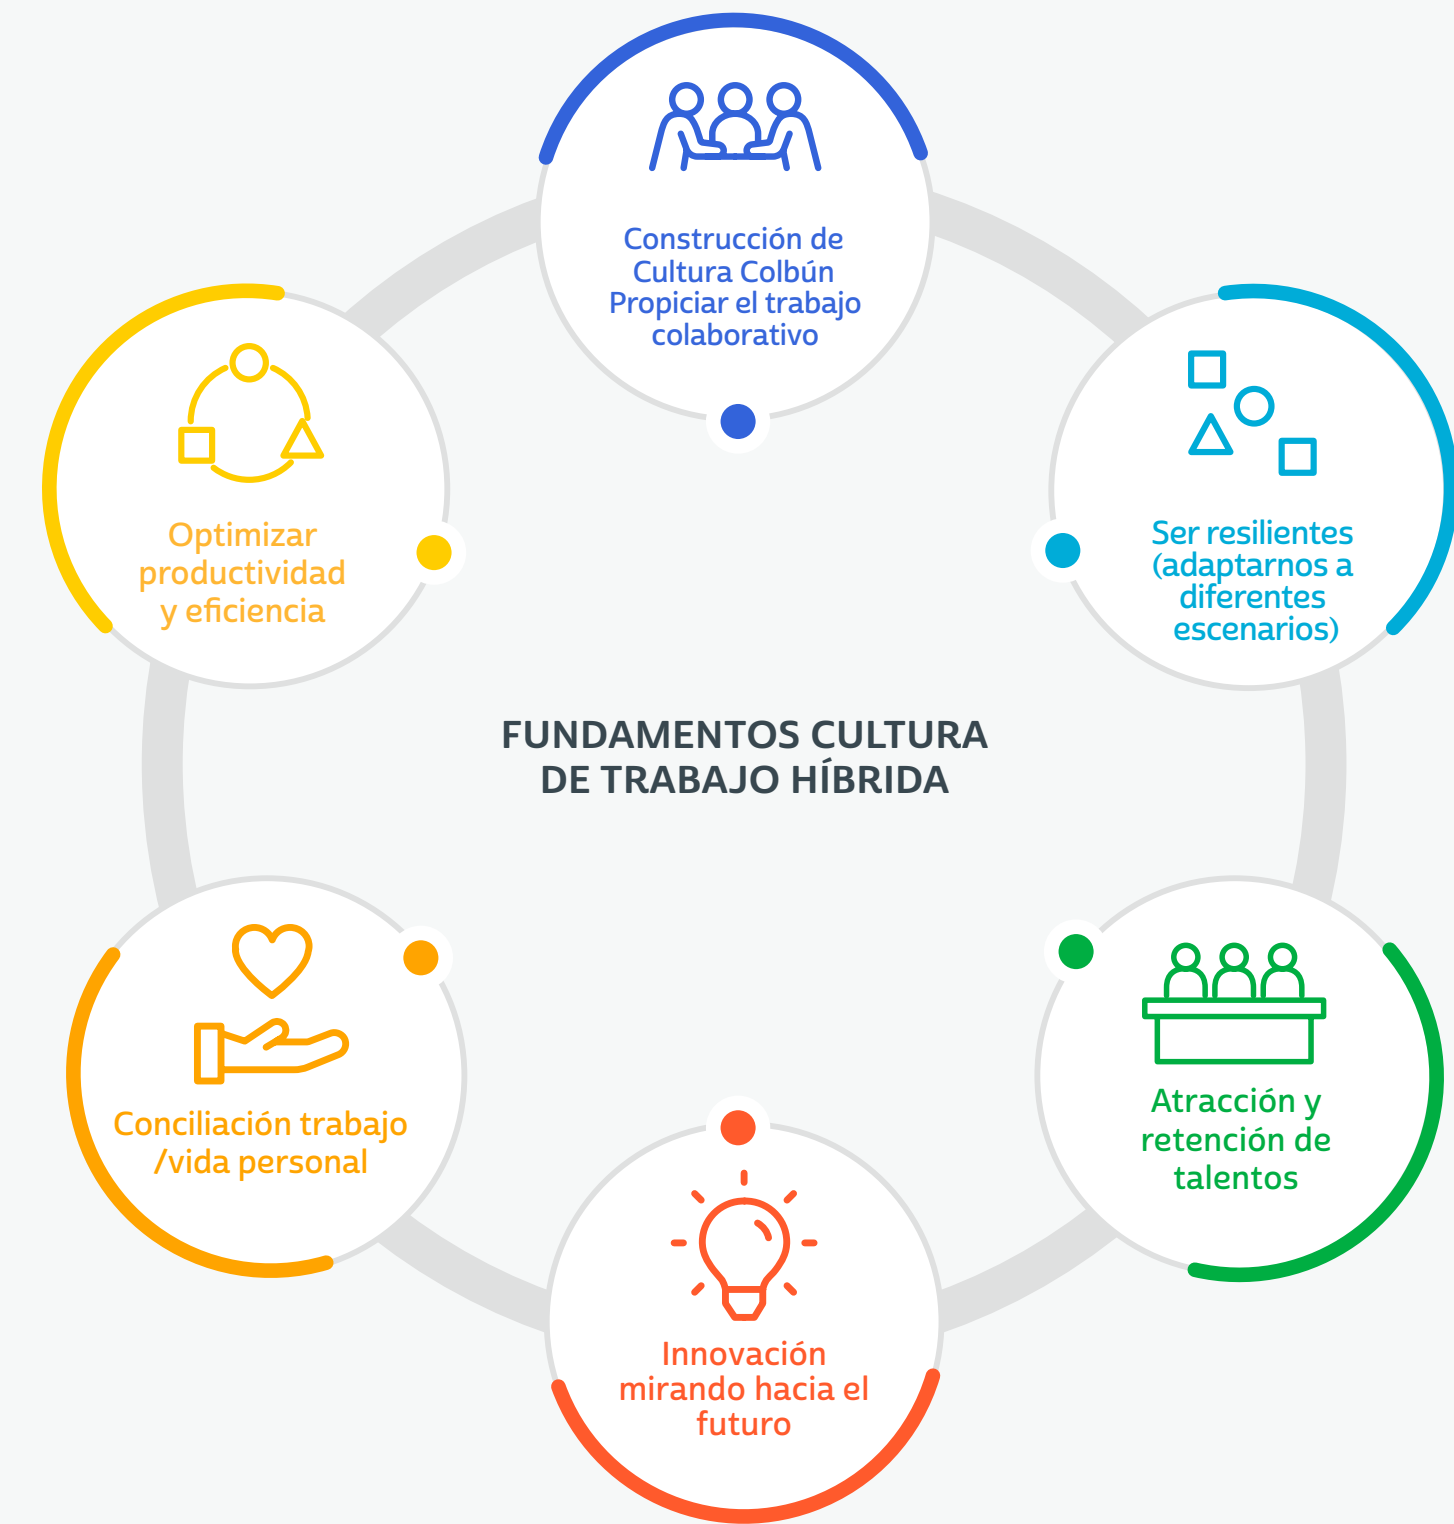 Construcción de
Cultura Colbún
Propiciar el trabajo
colaborativo
Ser resilientes
(adaptarnos a
diferentes
escenarios)
Optimizar
productividad
y eficiencia
FUNDAMENTOS CULTURA
DE TRABAJO HÍBRIDA
Conciliación trabajo
/vida personal
Atracción y
retención de
talentos
Innovación
mirando hacia el
futuro